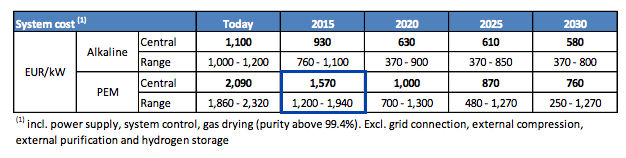 System cost (1) Today 2015 2020 2025 2030
EUR/kW Alkaline Central 1,100 930 630 610 580
Range 1,000 - 1,200 760 - 1,100 370 - 900 370 - 850 370 - 800
PEM Central 2,090 1,570 1,000 870 760
Range 1,860 - 2,320 1,200 - 1,940 700 - 1,300 480 - 1,270 250 - 1,270
(1) incl. power supply, system control, gas drying (purity above 99.4%). Excl. grid connection, external compression,
external purification and hydrogen storage